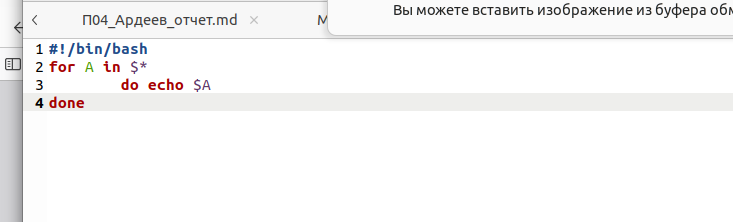 Вы можете вставить изображение из буфера
П04_Ардеев_отчет.md
1 #!/bin/bash
2 for A in $*
3 do echo $A
4 done